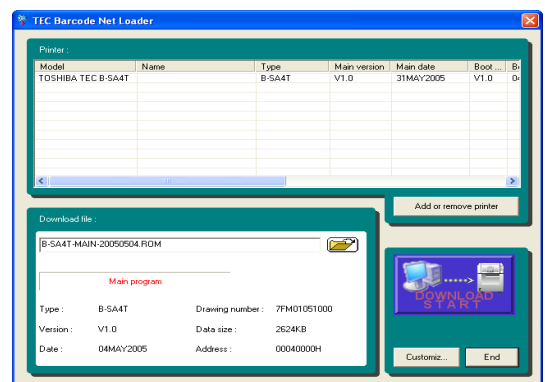 TEC Barcode Net Loader
Printer :
Model Name Type Main version Main date Boot ...
TOSHIBA TEC B-SA4T B-SA4T V1.0 31MAY2005 V1.0
Add or remove printer
Download file :
B-SA4T-MAIN-20050504.ROM
Main program
Type : B-SA4T Drawing number : 7FM01051000
Version : V1.0 Data size : 2624KB
Date : 04MAY2005 Address : 00040000H
DOWNLOAD
START
Customiz... End